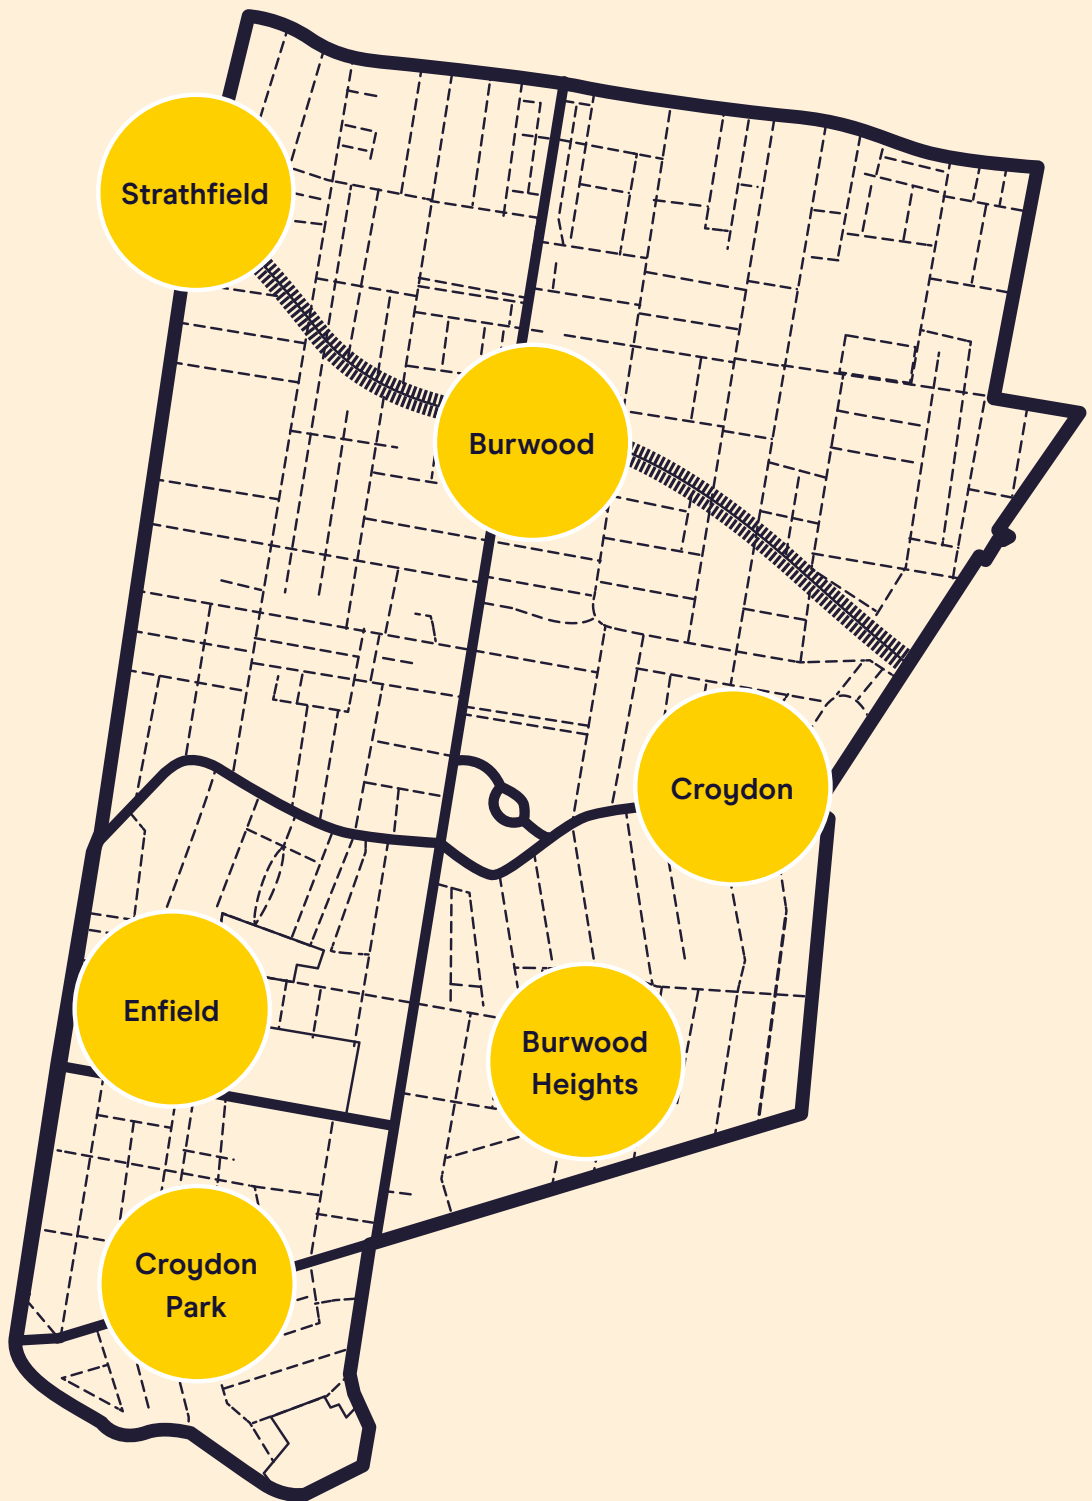 Strathfield
Burwood
Croydon
Enfield
Burwood
Heights
Croydon
Park